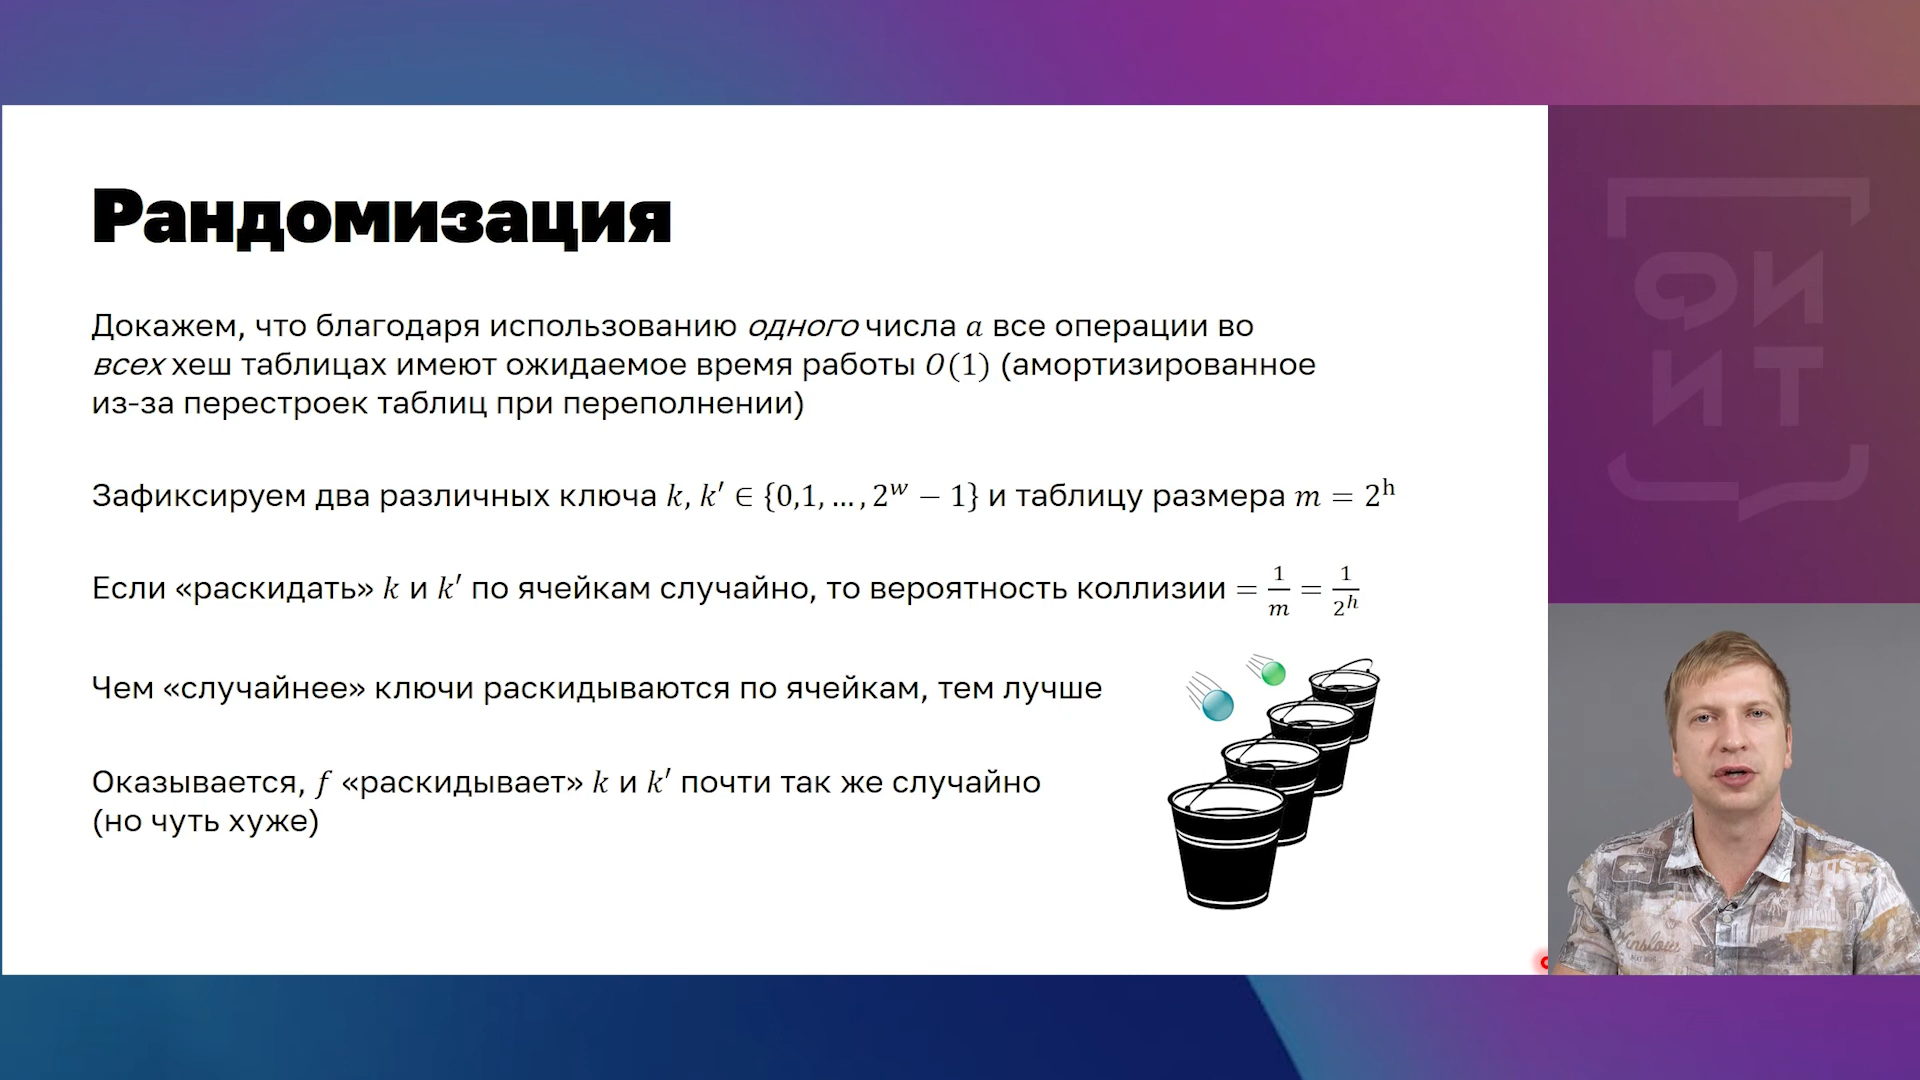 Рандомизация
Докажем, что благодаря использованию одного числа a все операции во
всех хеш таблицах имеют ожидаемое время работы O(1) (амортизированное
из-за перестроек таблиц при переполнении)
Зафиксируем два различных ключа k, k′ ∈ {0,1, … , 2^w − 1} и таблицу размера m = 2^h
Если «раскидать» k и k′ по ячейкам случайно, то вероятность коллизии = 1/m = 1/2^h
Чем «случайнее» ключи раскидываются по ячейкам, тем лучше
Оказывается, f «раскидывает» k и k′ почти так же случайно
(но чуть хуже)
ФИ
ИТ
Winslow